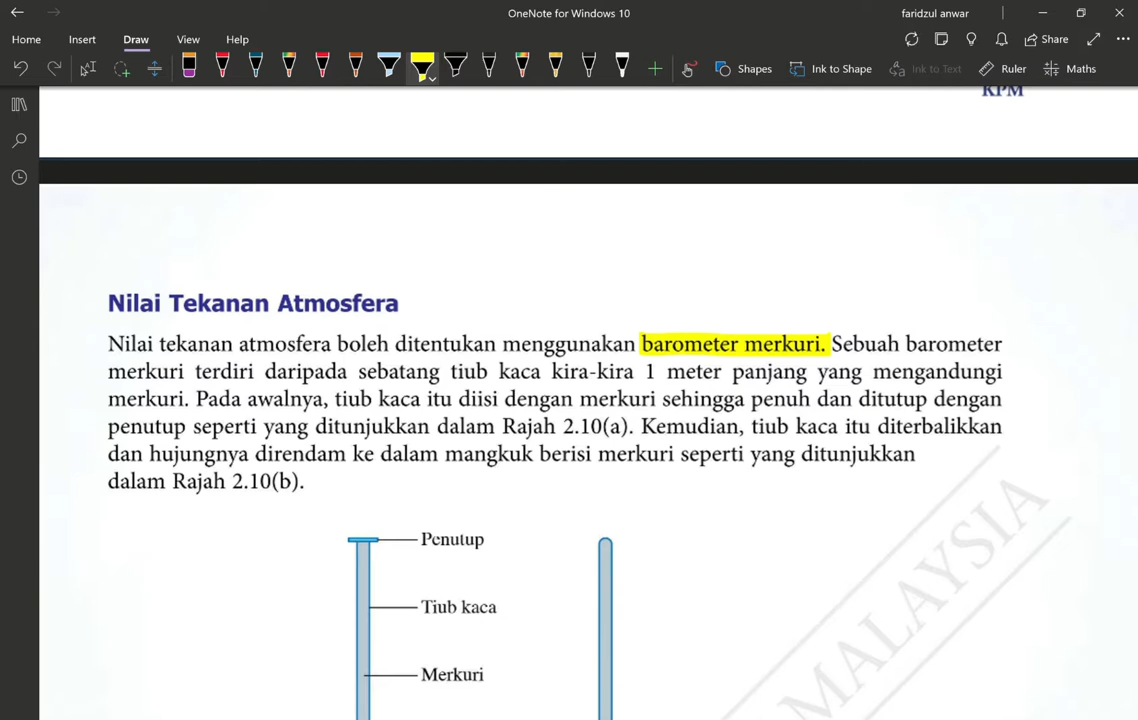 OneNote for Windows 10
faridzul anwar
Home Insert Draw View Help
Share
Shapes Ink to Shape Ink to Text Ruler Maths
KPM
Nilai Tekanan Atmosfera
Nilai tekanan atmosfera boleh ditentukan menggunakan barometer merkuri. Sebuah barometer
merkuri terdiri daripada sebatang tiub kaca kira-kira 1 meter panjang yang mengandungi
merkuri. Pada awalnya, tiub kaca itu diisi dengan merkuri sehingga penuh dan ditutup dengan
penutup seperti yang ditunjukkan dalam Rajah 2.10(a). Kemudian, tiub kaca itu diterbalikkan
dan hujungnya direndam ke dalam mangkuk berisi merkuri seperti yang ditunjukkan
dalam Rajah 2.10(b).
Penutup
Tiub kaca
Merkuri
MALAYSIA